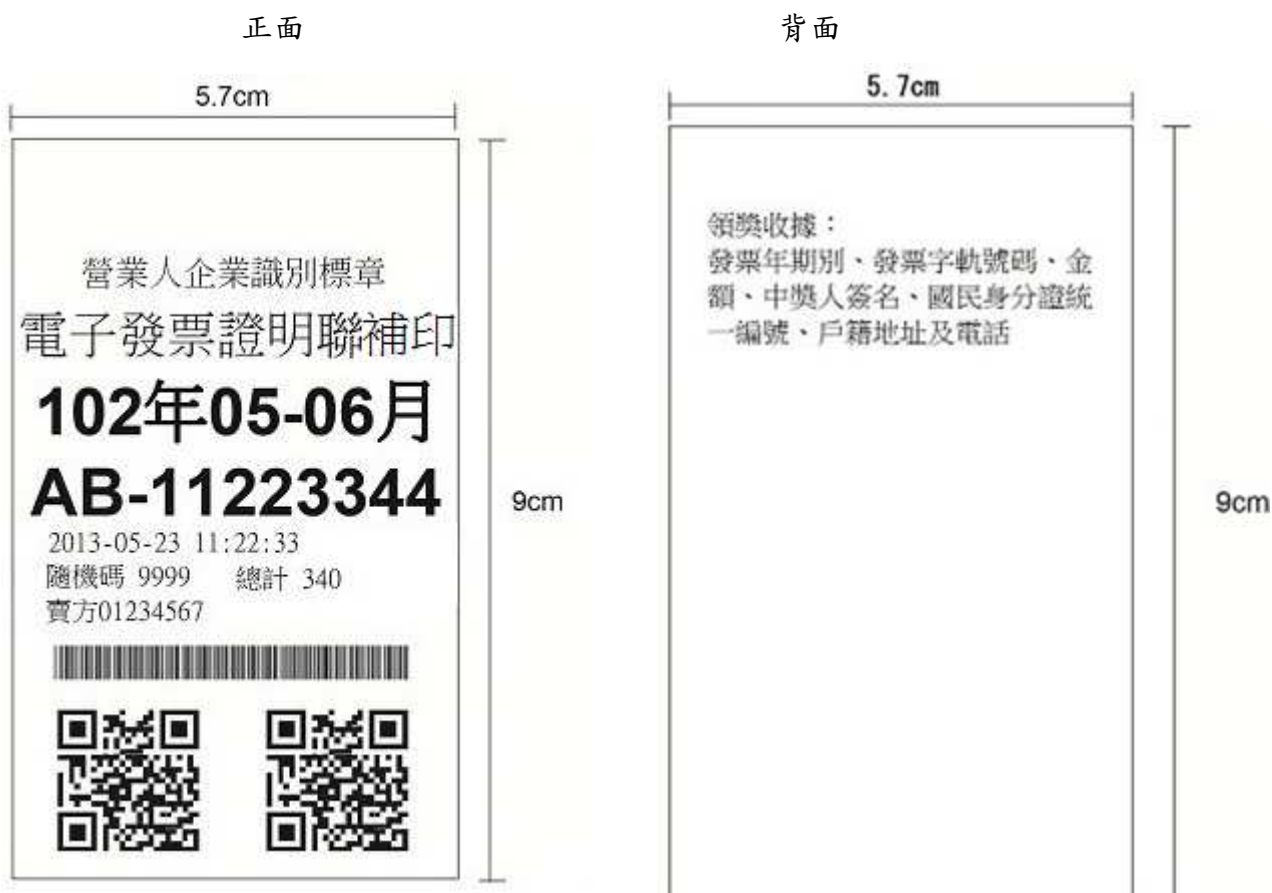 正面
背面
5.7cm
5.7cm
營業人企業識別標章
電子發票證明聯補印
102年05-06月
AB-11223344
2013-05-23 11:22:33
隨機碼 9999 總計 340
賣方01234567
9cm
領獎收據：
發票年期別、發票字軌號碼、金
額、中獎人簽名、國民身分證統
一編號、戶籍地址及電話
9cm